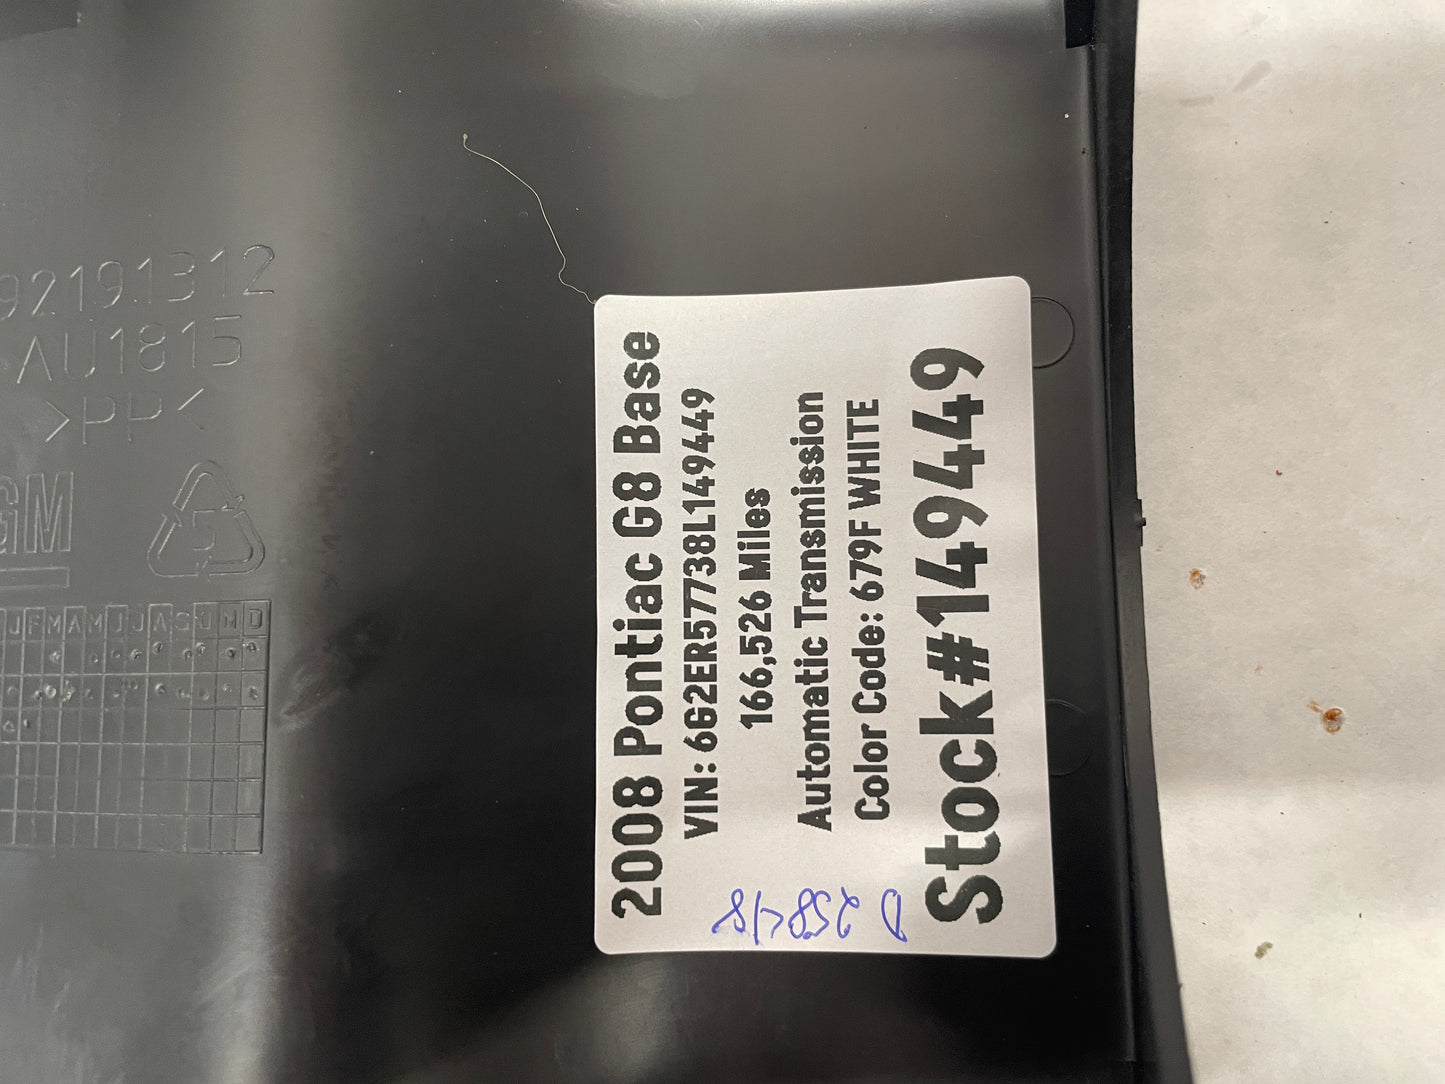 92191312
AU1815
>PP<
GM
5
J F M A M J J A S O N D
2008 Pontiac G8 Base
VIN: 6G2ER57738L149449
166,526 Miles
Automatic Transmission
Color Code: 679F WHITE
Stock#149449